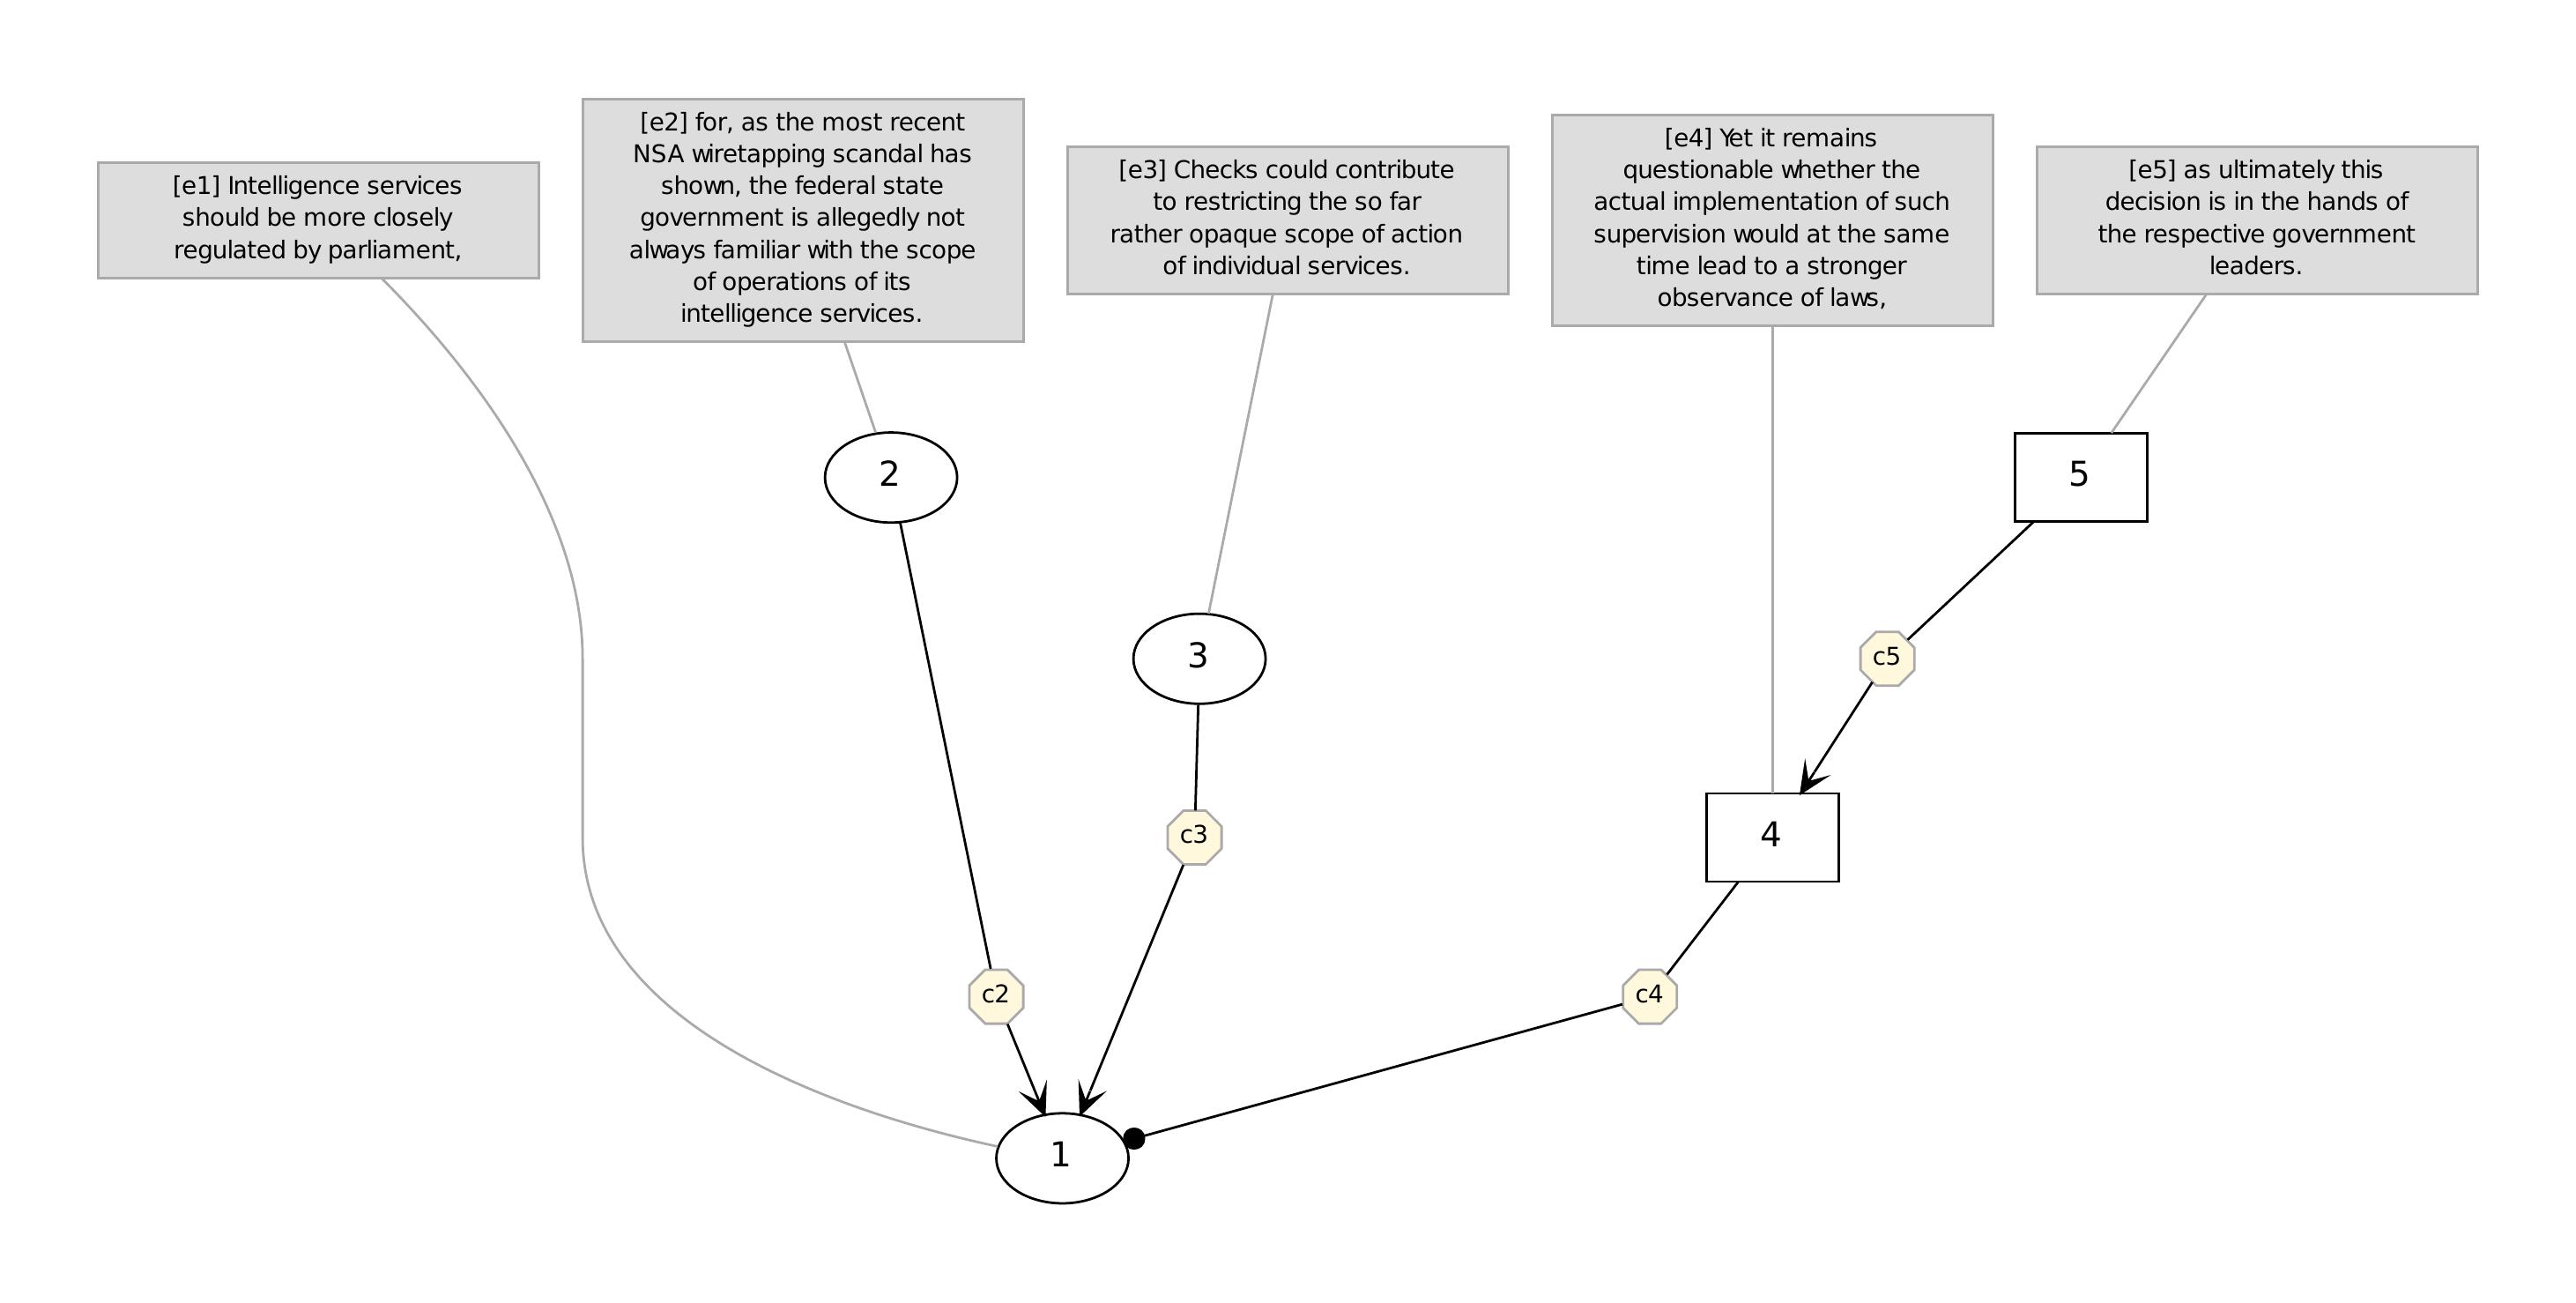 [e1] Intelligence services
should be more closely
regulated by parliament,
[e2] for, as the most recent
NSA wiretapping scandal has
shown, the federal state
government is allegedly not
always familiar with the scope
of operations of its
intelligence services.
[e3] Checks could contribute
to restricting the so far
rather opaque scope of action
of individual services.
[e4] Yet it remains
questionable whether the
actual implementation of such
supervision would at the same
time lead to a stronger
observance of laws,
[e5] as ultimately this
decision is in the hands of
the respective government
leaders.
2
5
3
c5
c3
4
c2
c4
1